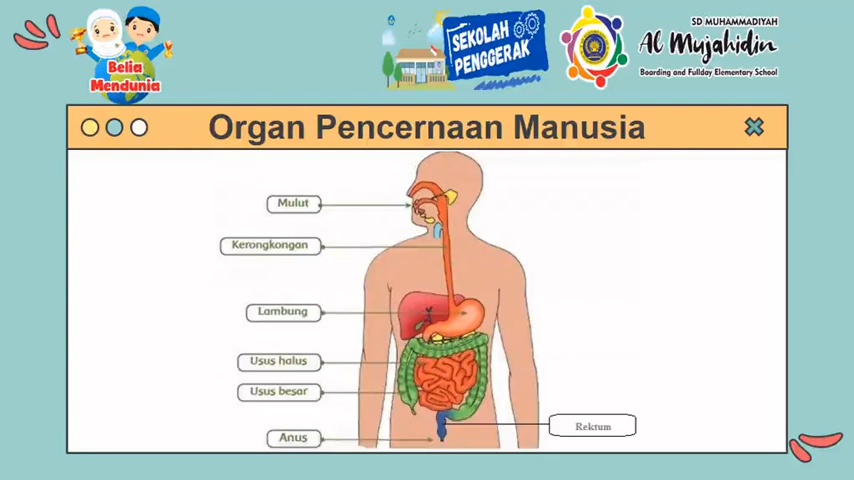 Belia
Mendunia
SEKOLAH
PENGGERAK
SD MUHAMMADIYAH
Al Mujahidin
Boarding and Fullday Elementary School
Organ Pencernaan Manusia
Mulut
Kerongkongan
Lambung
Usus halus
Usus besar
Rektum
Anus